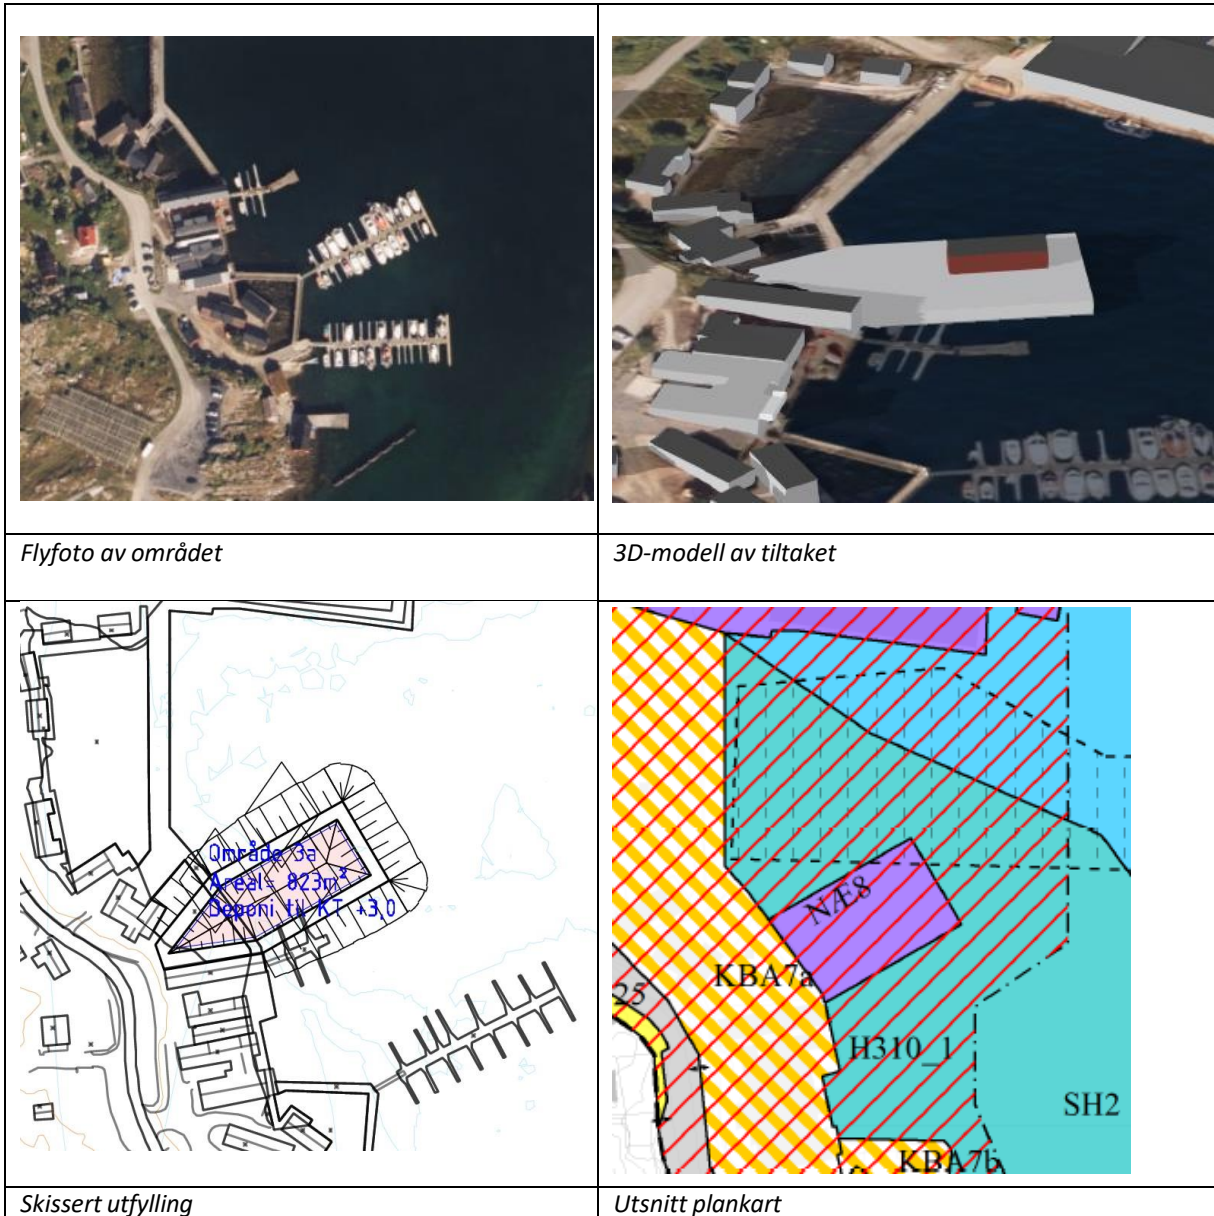 Flyfoto av området
3D-modell av tiltaket
Område 3a
Areal= 823m²
Deponi til KT +3,0
NÆ8
KBA7a
25
H310_1
SH2
KBA7b
Skissert utfylling
Utsnitt plankart